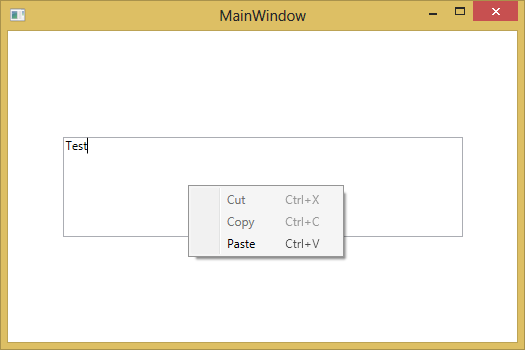 MainWindow
Test
Cut Ctrl+X
Copy Ctrl+C
Paste Ctrl+V